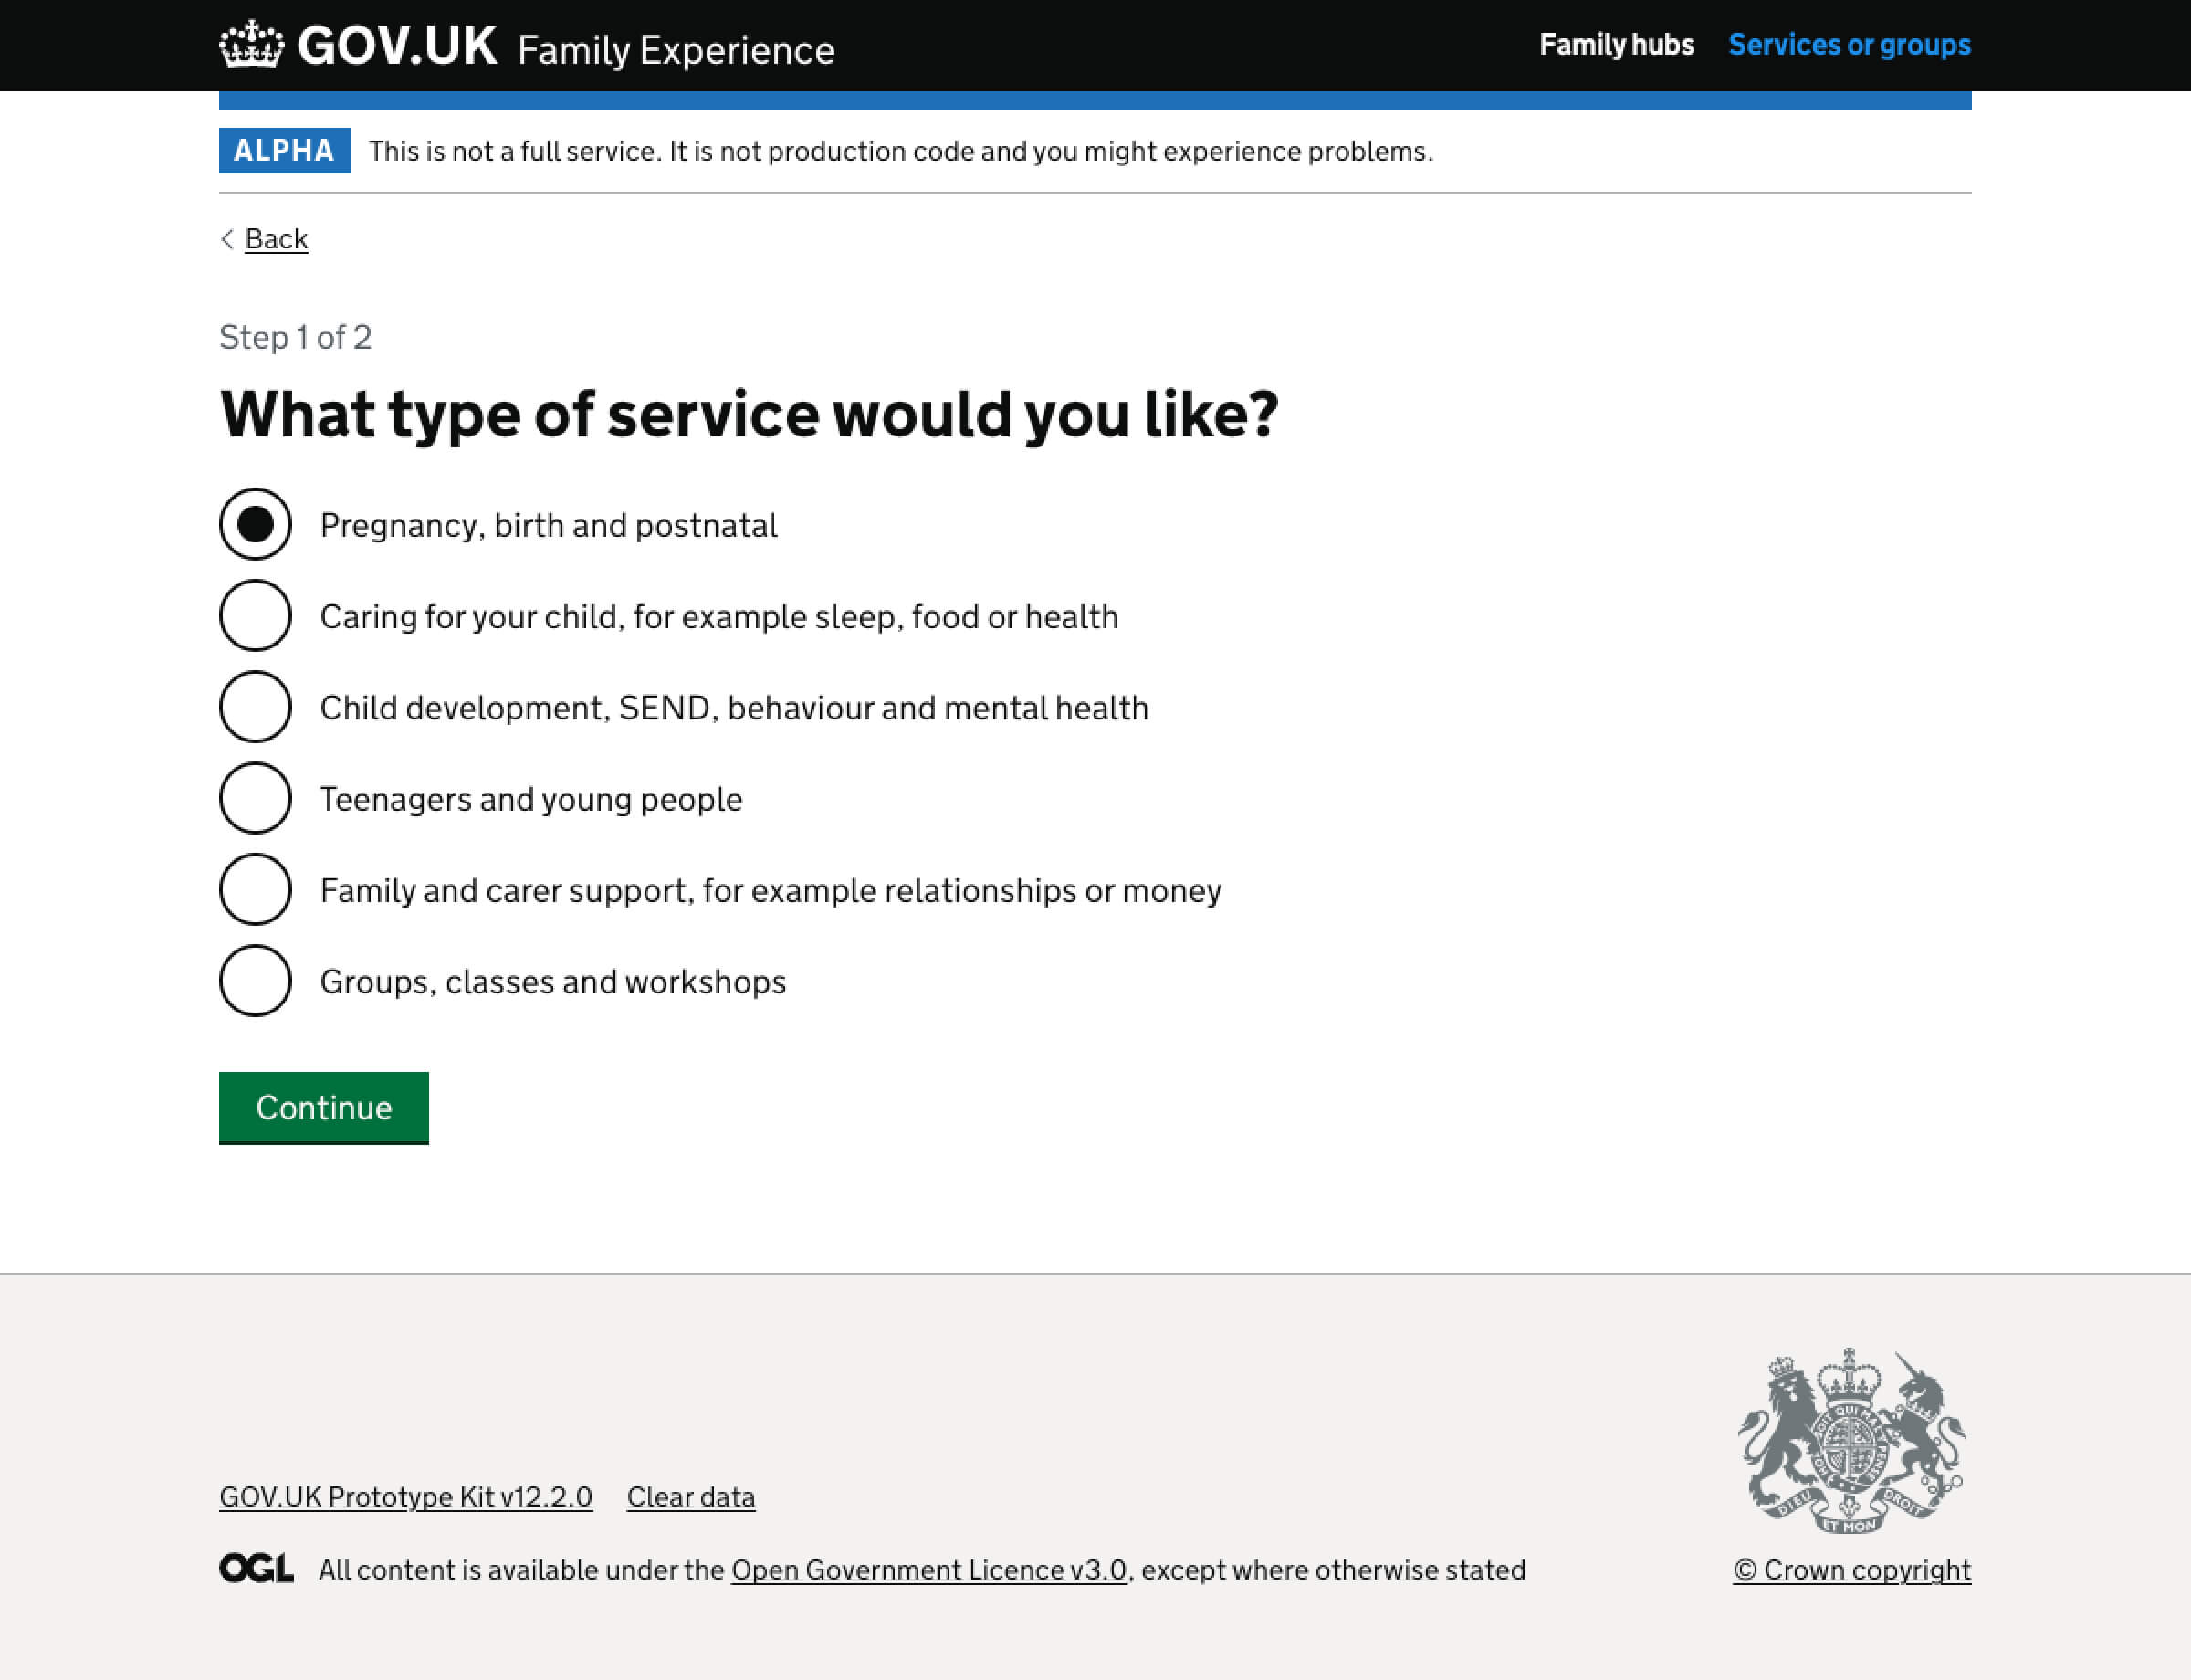 GOV.UK Family Experience
Family hubs Services or groups
ALPHA This is not a full service. It is not production code and you might experience problems.
Back
Step 1 of 2
What type of service would you like?
Pregnancy, birth and postnatal
Caring for your child, for example sleep, food or health
Child development, SEND, behaviour and mental health
Teenagers and young people
Family and carer support, for example relationships or money
Groups, classes and workshops
Continue
GOV.UK Prototype Kit v12.2.0 Clear data
OGL All content is available under the Open Government Licence v3.0, except where otherwise stated
DIEU ET MON DROIT
© Crown copyright